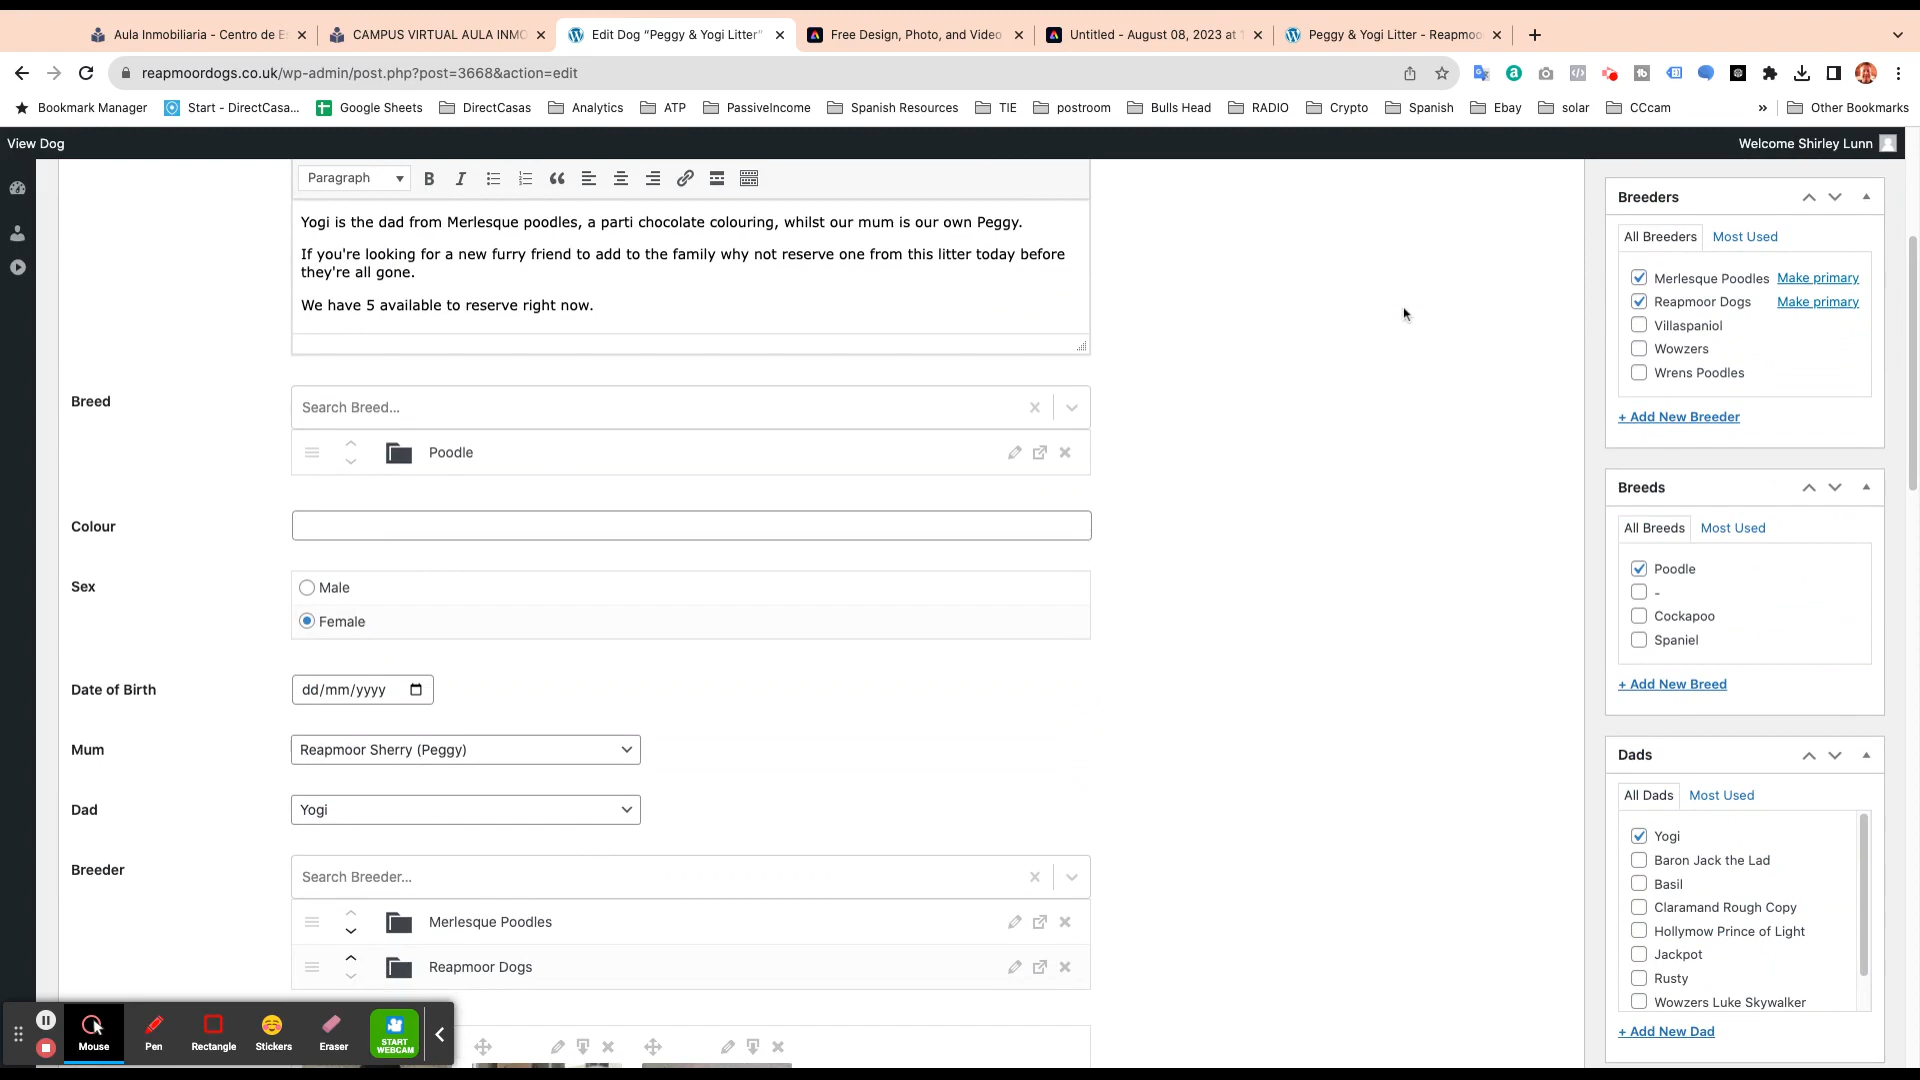 Aula Inmobiliaria - Centro de Es
CAMPUS VIRTUAL AULA INMO
Edit Dog “Peggy & Yogi Litter”
Free Design, Photo, and Video
Untitled - August 08, 2023 at 1
Peggy & Yogi Litter - Reapmoo
reapmoordogs.co.uk/wp-admin/post.php?post=3668&action=edit
Bookmark Manager
Start - DirectCasa...
Google Sheets
DirectCasas
Analytics
ATP
PassiveIncome
Spanish Resources
TIE
postroom
Bulls Head
RADIO
Crypto
Spanish
Ebay
solar
CCcam
»
Other Bookmarks
View Dog
Welcome Shirley Lunn
Paragraph
B
I
Yogi is the dad from Merlesque poodles, a parti chocolate colouring, whilst our mum is our own Peggy.
If you're looking for a new furry friend to add to the family why not reserve one from this litter today before
they're all gone.
We have 5 available to reserve right now.
Breed
Search Breed...
Poodle
Colour
Sex
Male
Female
Date of Birth
dd/mm/yyyy
Mum
Reapmoor Sherry (Peggy)
Dad
Yogi
Breeder
Search Breeder...
Merlesque Poodles
Reapmoor Dogs
Breeders
All Breeders
Most Used
Merlesque Poodles
Make primary
Reapmoor Dogs
Make primary
Villaspaniol
Wowzers
Wrens Poodles
+ Add New Breeder
Breeds
All Breeds
Most Used
Poodle
-
Cockapoo
Spaniel
+ Add New Breed
Dads
All Dads
Most Used
Yogi
Baron Jack the Lad
Basil
Claramand Rough Copy
Hollymow Prince of Light
Jackpot
Rusty
Wowzers Luke Skywalker
+ Add New Dad
Mouse
Pen
Rectangle
Stickers
Eraser
START
WEBCAM